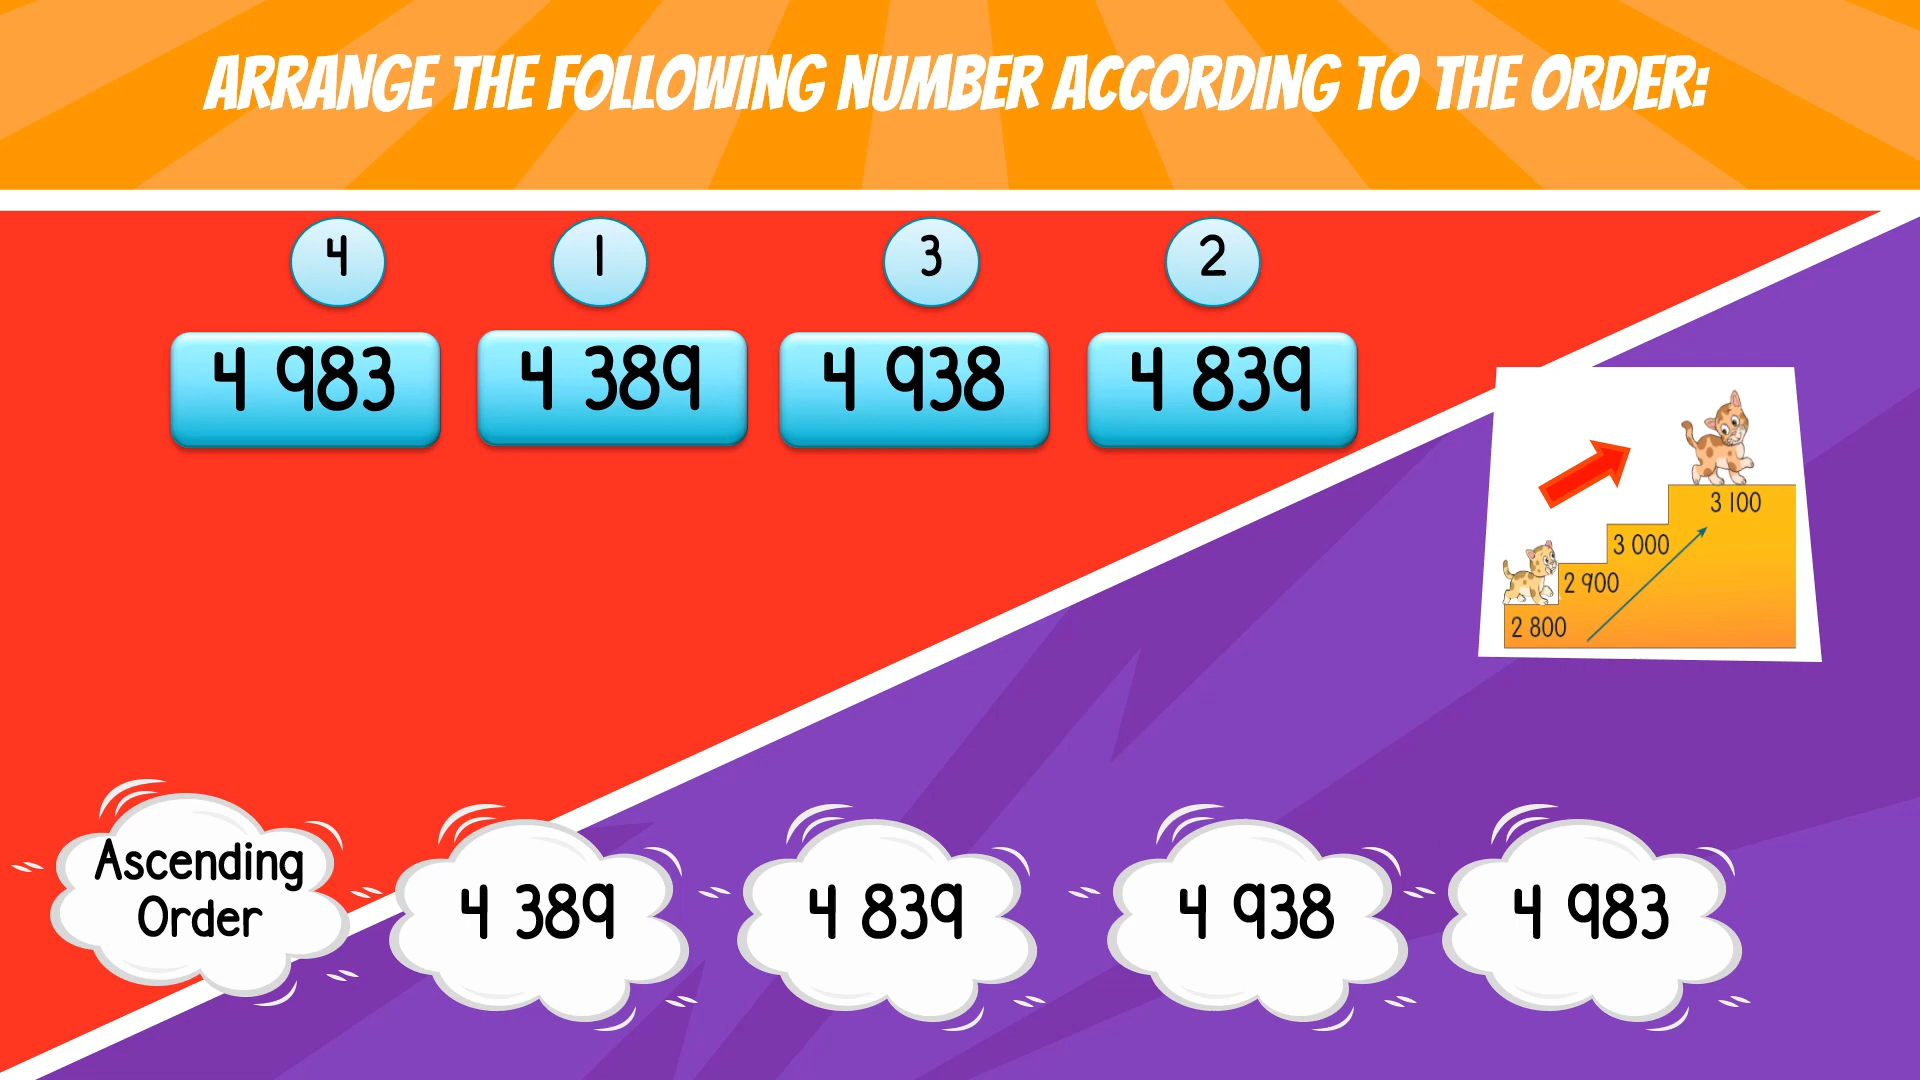 ARRANGE THE FOLLOWING NUMBER ACCORDING TO THE ORDER:
4 1 3 2
4 983 4 389 4 938 4 839
3 100
3 000
2 900
2 800
Ascending
Order
4 389 4 839 4 938 4 983